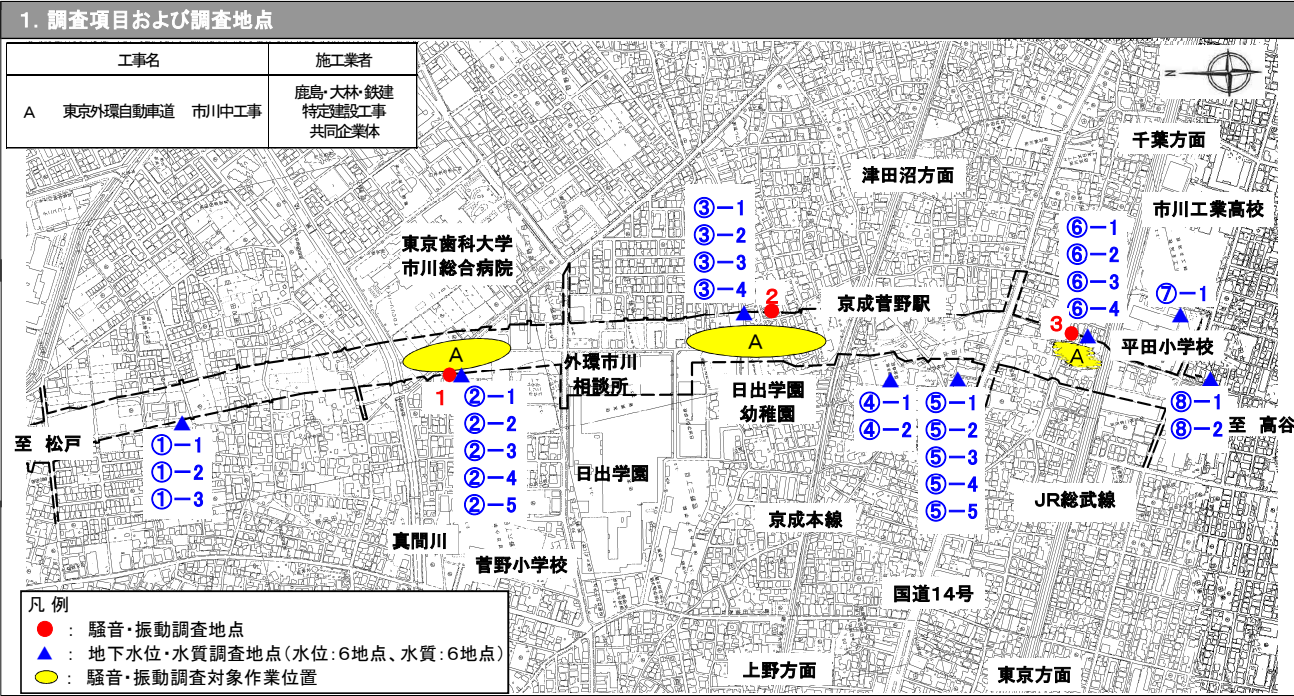 1．調査項目および調査地点
工事名
施工業者
A 東京外環自動車道 市川中工事
鹿島・大林・鉄建
特定建設工事
共同企業体
N
千葉方面
津田沼方面
市川工業高校
東京歯科大学
市川総合病院
③－1
③－2
③－3
③－4
2
京成菅野駅
⑥－1
⑥－2
⑥－3
⑥－4
⑦－1
3
A
平田小学校
A
A
外環市川
相談所
1
②－1
②－2
②－3
②－4
②－5
日出学園
幼稚園
④－1
④－2
⑤－1
⑤－2
⑤－3
⑤－4
⑤－5
⑧－1
⑧－2
至 高谷
至 松戸
①－1
①－2
①－3
日出学園
JR総武線
京成本線
真間川
菅野小学校
国道14号
上野方面
東京方面
凡 例
： 騒音・振動調査地点
： 地下水位・水質調査地点（水位：6地点、水質：6地点）
： 騒音・振動調査対象作業位置